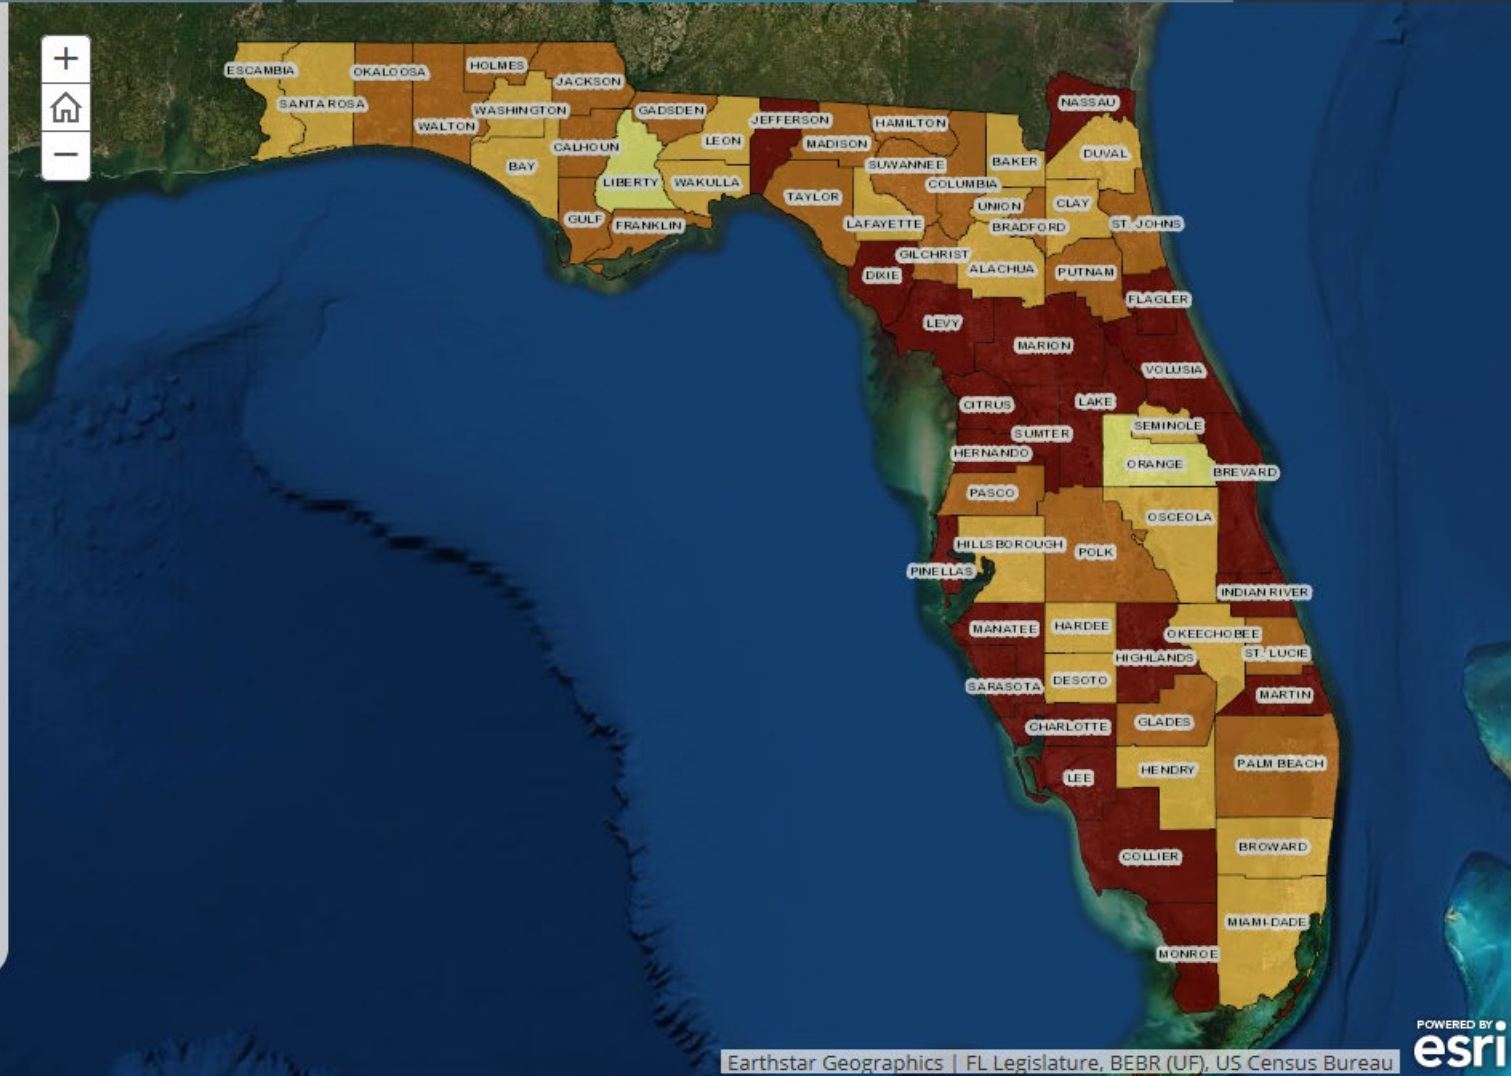 +
−
ESCAMBIA
SANTA ROSA
OKALOOSA
WALTON
HOLMES
WASHINGTON
JACKSON
BAY
CALHOUN
GULF
LIBERTY
GADSDEN
FRANKLIN
LEON
WAKULLA
JEFFERSON
MADISON
TAYLOR
HAMILTON
SUWANNEE
LAFAYETTE
COLUMBIA
BAKER
NASSAU
DUVAL
UNION
BRADFORD
CLAY
ST. JOHNS
DIXIE
GILCHRIST
ALACHUA
PUTNAM
FLAGLER
LEVY
MARION
VOLUSIA
CITRUS
LAKE
SUMTER
SEMINOLE
HERNANDO
ORANGE
BREVARD
PASCO
OSCEOLA
HILLSBOROUGH
POLK
PINELLAS
INDIAN RIVER
MANATEE
HARDEE
OKEECHOBEE
HIGHLANDS
ST. LUCIE
SARASOTA
DESOTO
MARTIN
CHARLOTTE
GLADES
LEE
HENDRY
PALM BEACH
COLLIER
BROWARD
MIAMI-DADE
MONROE
POWERED BY
esri
Earthstar Geographics | FL Legislature, BEBR (UF), US Census Bureau